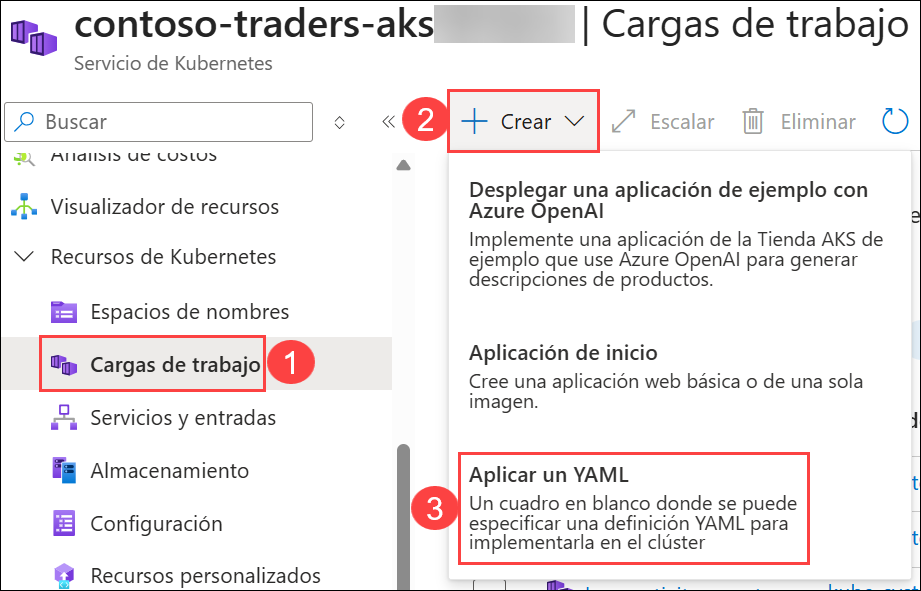 contoso-traders-aks | Cargas de trabajo
Servicio de Kubernetes
Buscar
2
Crear
Escalar
Eliminar
Análisis de costos
Visualizador de recursos
Recursos de Kubernetes
Espacios de nombres
Cargas de trabajo
1
Servicios y entradas
Almacenamiento
Configuración
Recursos personalizados
Desplegar una aplicación de ejemplo con
Azure OpenAI
Implemente una aplicación de la Tienda AKS de
ejemplo que use Azure OpenAI para generar
descripciones de productos.
Aplicación de inicio
Cree una aplicación web básica o de una sola
imagen.
3
Aplicar un YAML
Un cuadro en blanco donde se puede
especificar una definición YAML para
implementarla en el clúster